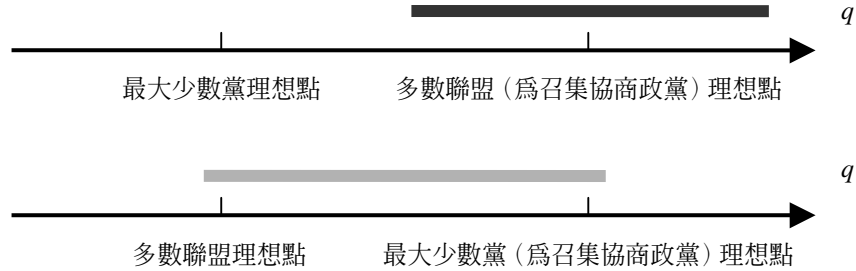 q
最大少數黨理想點 多數聯盟（爲召集協商政黨）理想點
q
多數聯盟理想點 最大少數黨（爲召集協商政黨）理想點